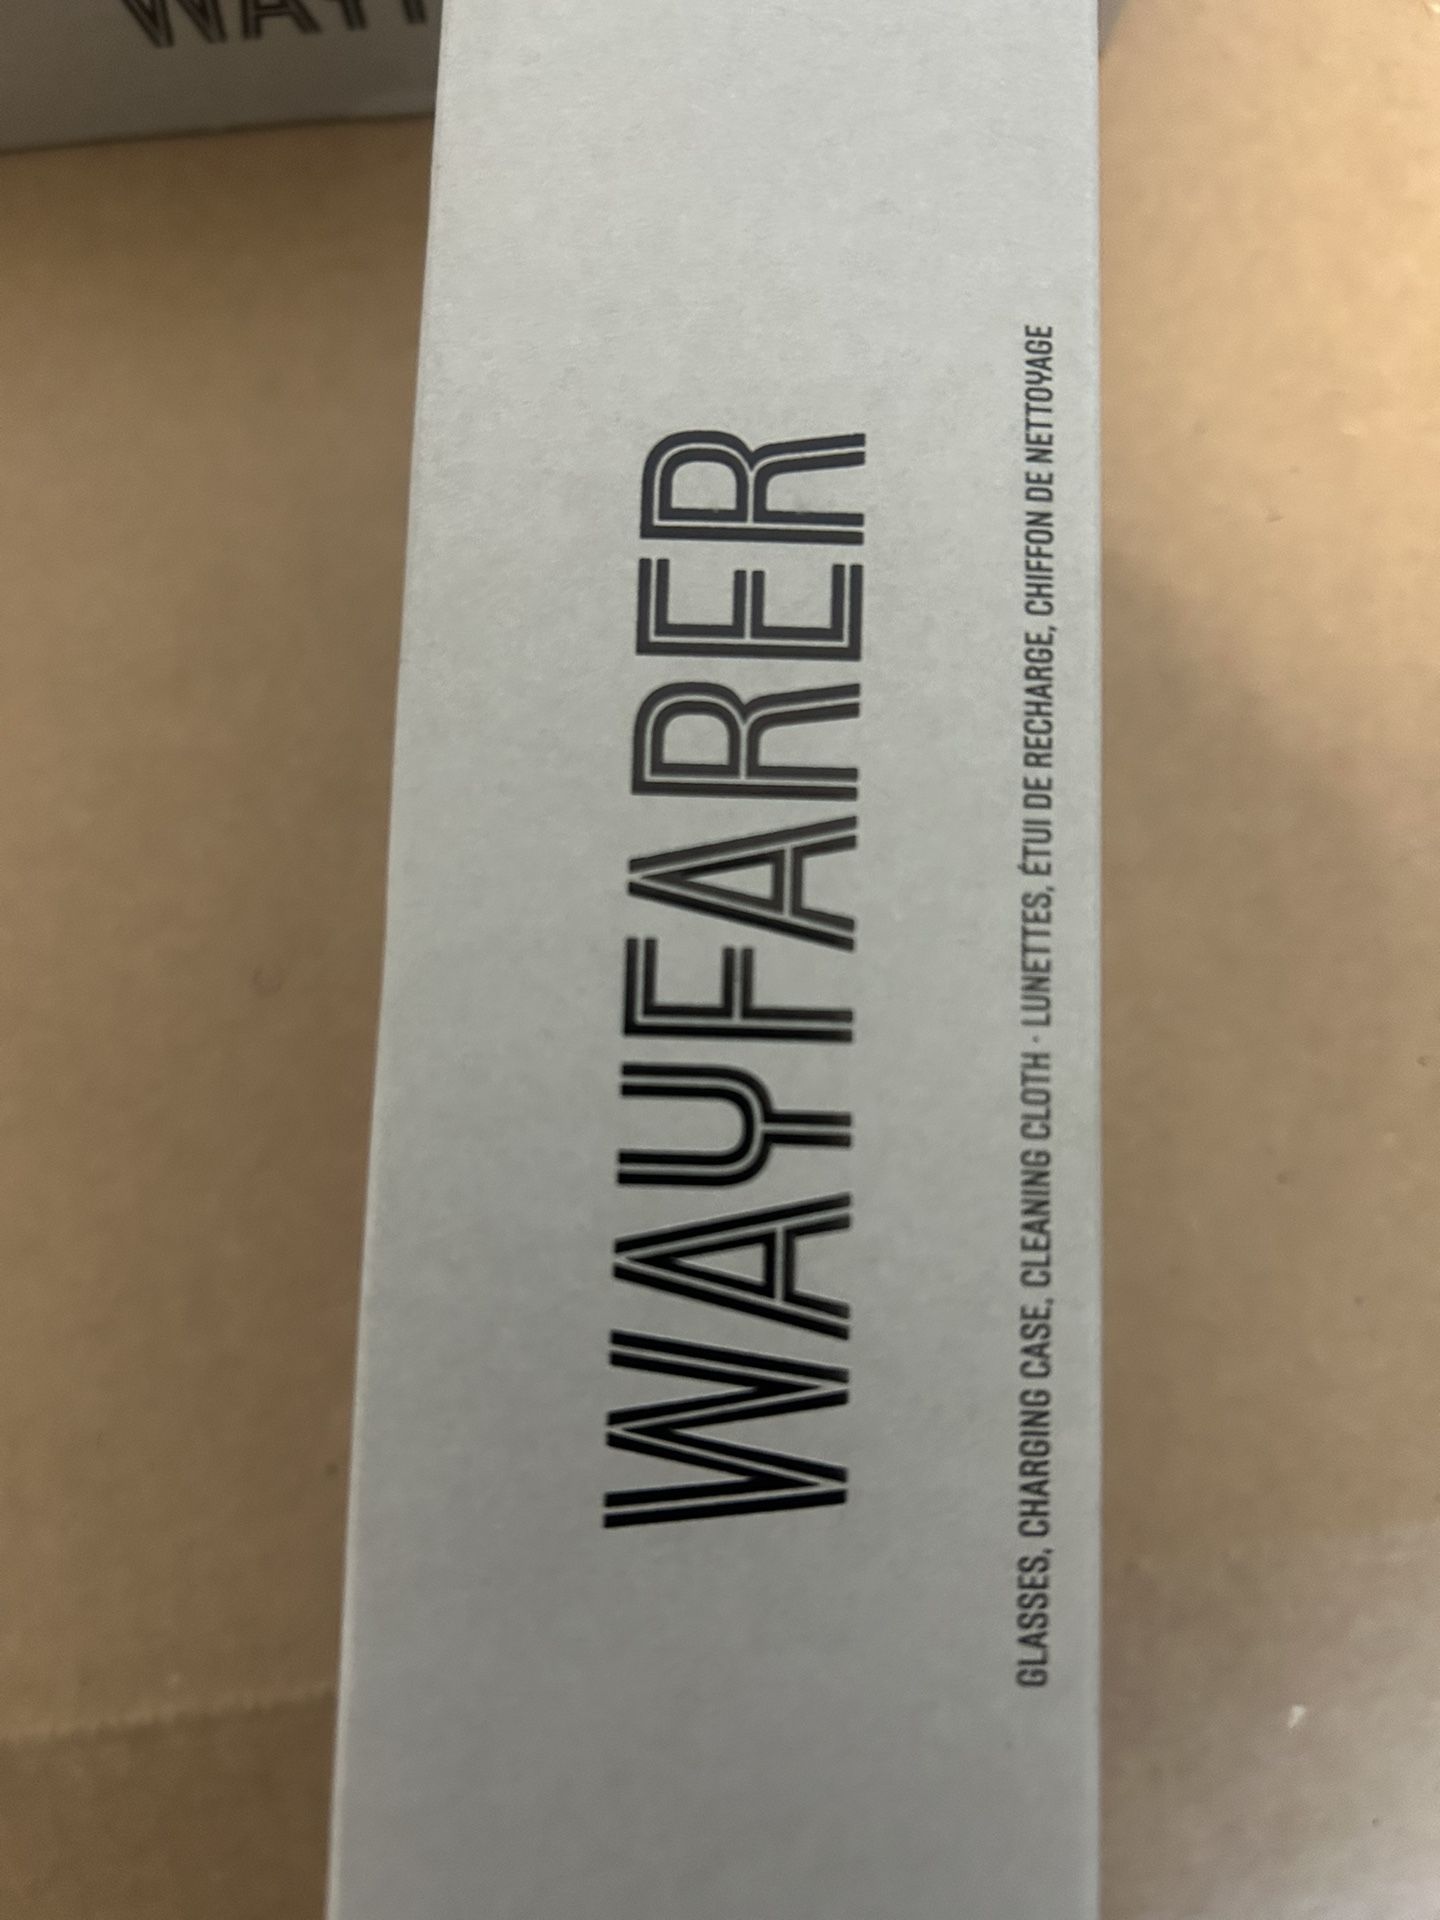 WAYFARER
GLASSES, CHARGING CASE, CLEANING CLOTH · LUNETTES, ÉTUI DE RECHARGE, CHIFFON DE NETTOYAGE